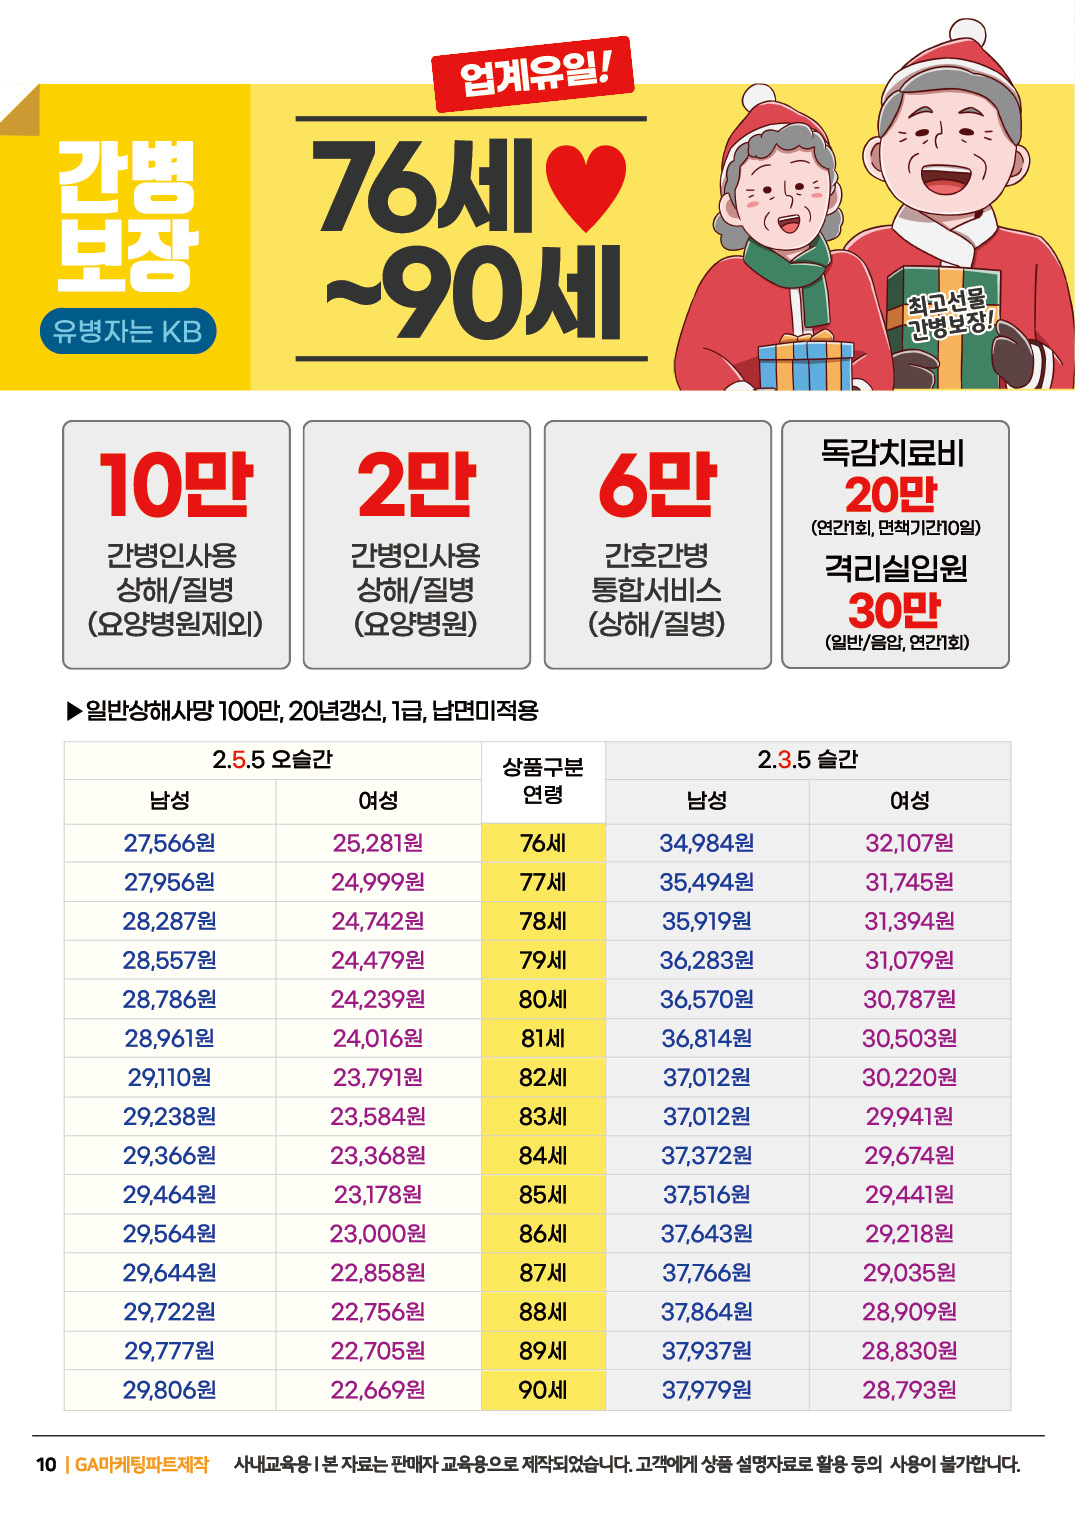 업계유일!
간병
보장
유병자는 KB
76세
~90세
최고선물
간병보장!
10만
간병인사용
상해/질병
(요양병원제외)
2만
간병인사용
상해/질병
(요양병원)
6만
간호간병
통합서비스
(상해/질병)
독감치료비
20만
(연간1회, 면책기간10일)
격리실입원
30만
(일반/음압, 연간1회)
▶일반상해사망 100만, 20년갱신, 1급, 납면미적용
2.5.5 오슬간 상품구분 연령 2.3.5 슬간
남성 여성 남성 여성
27,566원 25,281원 76세 34,984원 32,107원
27,956원 24,999원 77세 35,494원 31,745원
28,287원 24,742원 78세 35,919원 31,394원
28,557원 24,479원 79세 36,283원 31,079원
28,786원 24,239원 80세 36,570원 30,787원
28,961원 24,016원 81세 36,814원 30,503원
29,110원 23,791원 82세 37,012원 30,220원
29,238원 23,584원 83세 37,012원 29,941원
29,366원 23,368원 84세 37,372원 29,674원
29,464원 23,178원 85세 37,516원 29,441원
29,564원 23,000원 86세 37,643원 29,218원
29,644원 22,858원 87세 37,766원 29,035원
29,722원 22,756원 88세 37,864원 28,909원
29,777원 22,705원 89세 37,937원 28,830원
29,806원 22,669원 90세 37,979원 28,793원
10 | GA마케팅파트제작 사내교육용 | 본 자료는 판매자 교육용으로 제작되었습니다. 고객에게 상품 설명자료로 활용 등의 사용이 불가합니다.